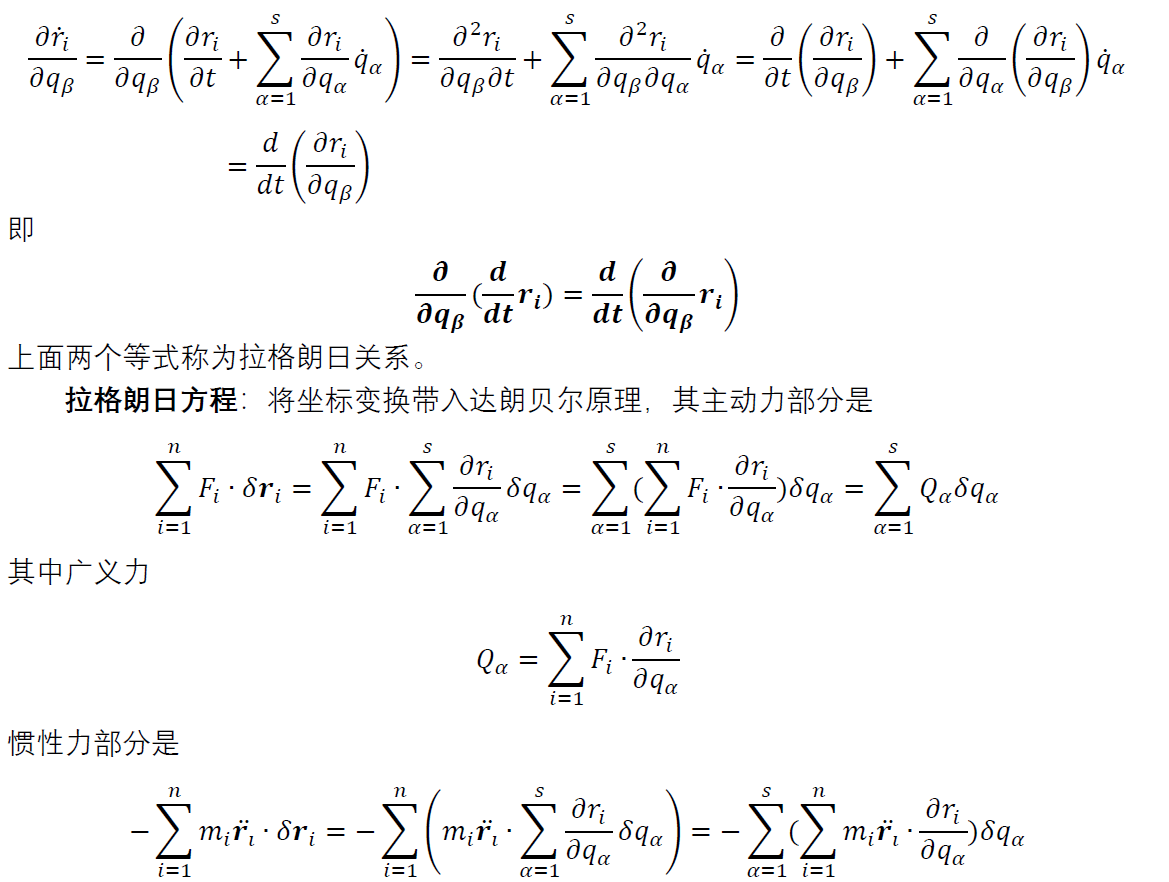 $\frac{\partial \dot{r}_i}{\partial q_\beta} = \frac{\partial}{\partial q_\beta}\left(\frac{\partial r_i}{\partial t} + \sum_{\alpha=1}^{s} \frac{\partial r_i}{\partial q_\alpha} \dot{q}_\alpha\right) = \frac{\partial^2 r_i}{\partial q_\beta \partial t} + \sum_{\alpha=1}^{s} \frac{\partial^2 r_i}{\partial q_\beta \partial q_\alpha} \dot{q}_\alpha = \frac{\partial}{\partial t}\left(\frac{\partial r_i}{\partial q_\beta}\right) + \sum_{\alpha=1}^{s} \frac{\partial}{\partial q_\alpha}\left(\frac{\partial r_i}{\partial q_\beta}\right) \dot{q}_\alpha$
$= \frac{d}{dt}\left(\frac{\partial r_i}{\partial q_\beta}\right)$
即
$\frac{\boldsymbol{\partial}}{\boldsymbol{\partial q_\beta}}(\frac{\boldsymbol{d}}{\boldsymbol{dt}} \boldsymbol{r_i}) = \frac{\boldsymbol{d}}{\boldsymbol{dt}}\left(\frac{\boldsymbol{\partial}}{\boldsymbol{\partial q_\beta}} \boldsymbol{r_i}\right)$
上面两个等式称为拉格朗日关系。
拉格朗日方程：将坐标变换带入达朗贝尔原理，其主动力部分是
$\sum_{i=1}^{n} F_i \cdot \delta \boldsymbol{r}_i = \sum_{i=1}^{n} F_i \cdot \sum_{\alpha=1}^{s} \frac{\partial r_i}{\partial q_\alpha} \delta q_\alpha = \sum_{\alpha=1}^{s} (\sum_{i=1}^{n} F_i \cdot \frac{\partial r_i}{\partial q_\alpha}) \delta q_\alpha = \sum_{\alpha=1}^{s} Q_\alpha \delta q_\alpha$
其中广义力
$Q_\alpha = \sum_{i=1}^{n} F_i \cdot \frac{\partial r_i}{\partial q_\alpha}$
惯性力部分是
$-\sum_{i=1}^{n} m_i \ddot{\boldsymbol{r}}_i \cdot \delta \boldsymbol{r}_i = -\sum_{i=1}^{n} \left(m_i \ddot{\boldsymbol{r}}_i \cdot \sum_{\alpha=1}^{s} \frac{\partial r_i}{\partial q_\alpha} \delta q_\alpha\right) = -\sum_{\alpha=1}^{s} (\sum_{i=1}^{n} m_i \ddot{\boldsymbol{r}}_i \cdot \frac{\partial r_i}{\partial q_\alpha}) \delta q_\alpha$